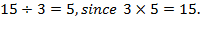 15 ÷ 3 = 5, since 3 × 5 = 15.